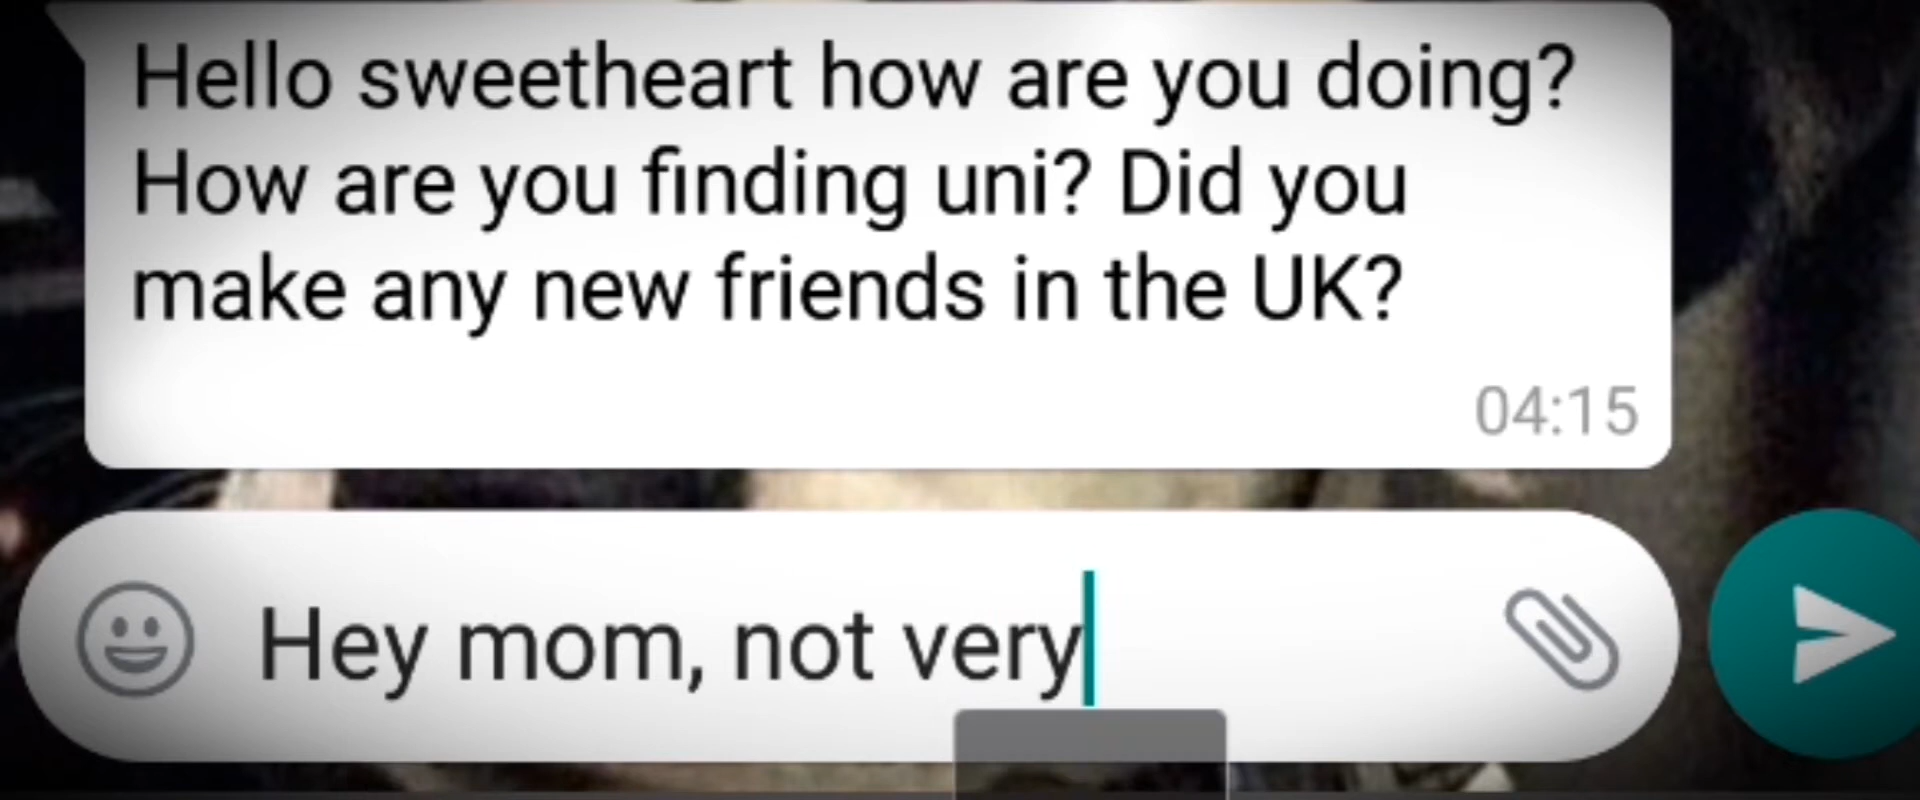 Hello sweetheart how are you doing?
How are you finding uni? Did you
make any new friends in the UK?
04:15
Hey mom, not very